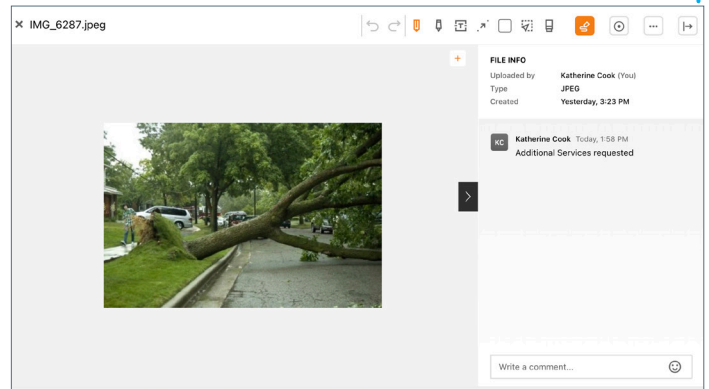 × IMG_6287.jpeg
FILE INFO
Uploaded by Katherine Cook (You)
Type JPEG
Created Yesterday, 3:23 PM
KC Katherine Cook Today, 1:58 PM
Additional Services requested
Write a comment...